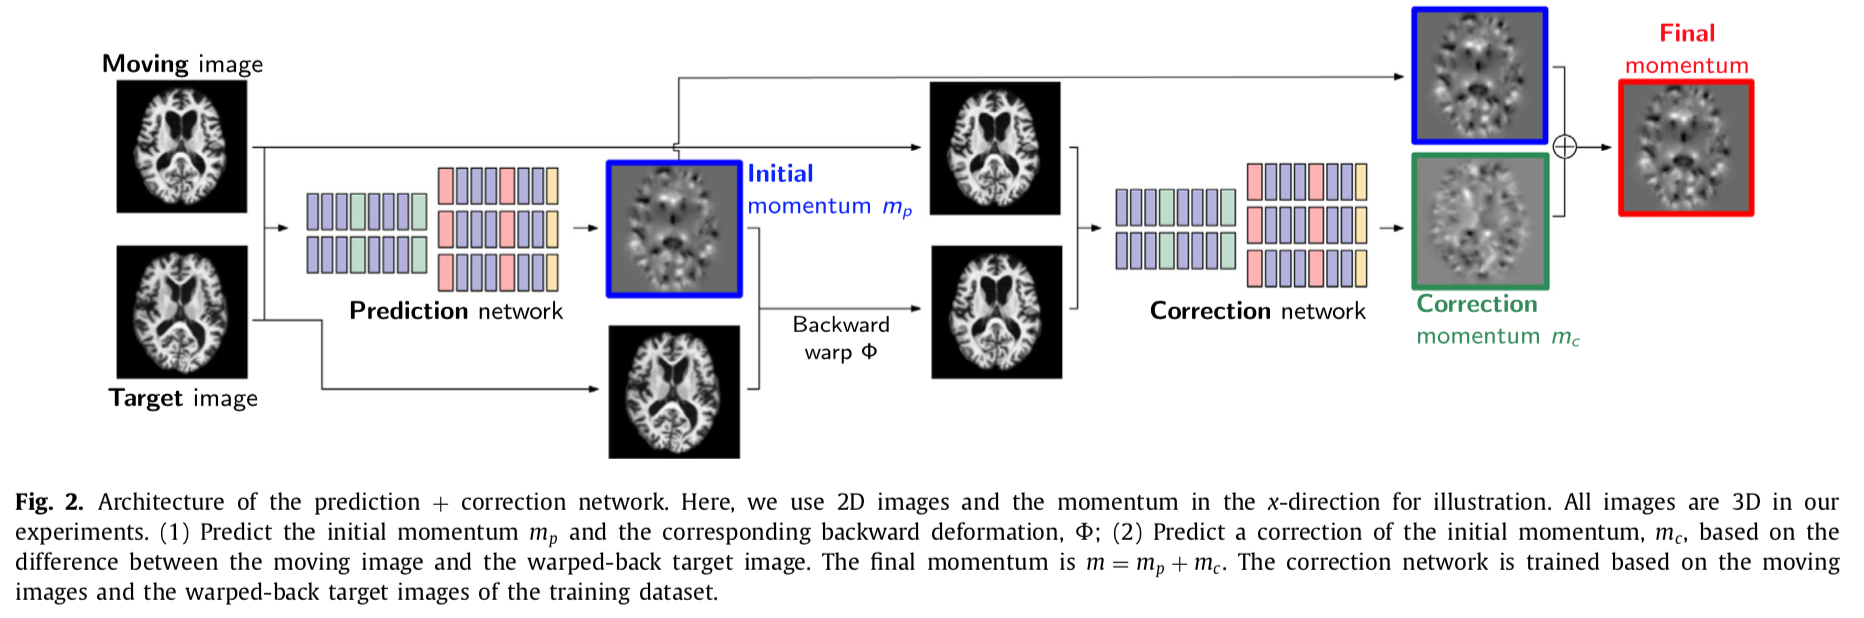 Moving image
Target image
Prediction network
Initial
momentum mₚ
Backward
warp Φ
Correction network
Correction
momentum m_c
Final
momentum
Fig. 2. Architecture of the prediction + correction network. Here, we use 2D images and the momentum in the x-direction for illustration. All images are 3D in our
experiments. (1) Predict the initial momentum mₚ and the corresponding backward deformation, Φ; (2) Predict a correction of the initial momentum, m_c, based on the
difference between the moving image and the warped-back target image. The final momentum is m = mₚ + m_c. The correction network is trained based on the moving
images and the warped-back target images of the training dataset.